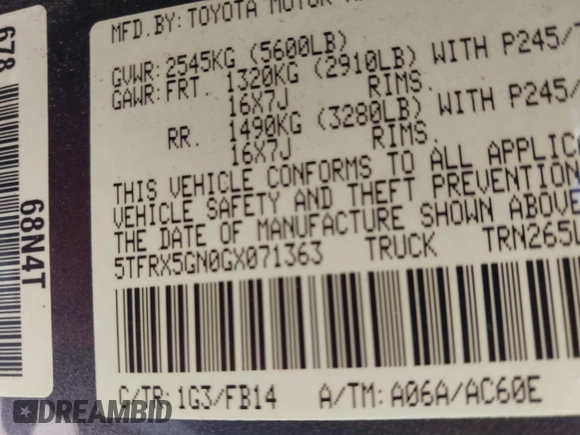 MFD.BY: TOYOTA MOTOR
GVWR: 2545KG (5600LB)
GAWR: FRT. 1320KG (2910LB) WITH P245/
16X7J RIMS.
RR. 1490KG (3280LB) WITH P245/
16X7J RIMS.
THIS VEHICLE CONFORMS TO ALL APPLIC
VEHICLE SAFETY AND THEFT PREVENTION
THE DATE OF MANUFACTURE SHOWN ABOVE
5TFRX5GN0GX071363 TRUCK TRN265L
C/TR: 1G3/FB14 A/TM: A06A/AC60E
678
68N4T
DREAMBID